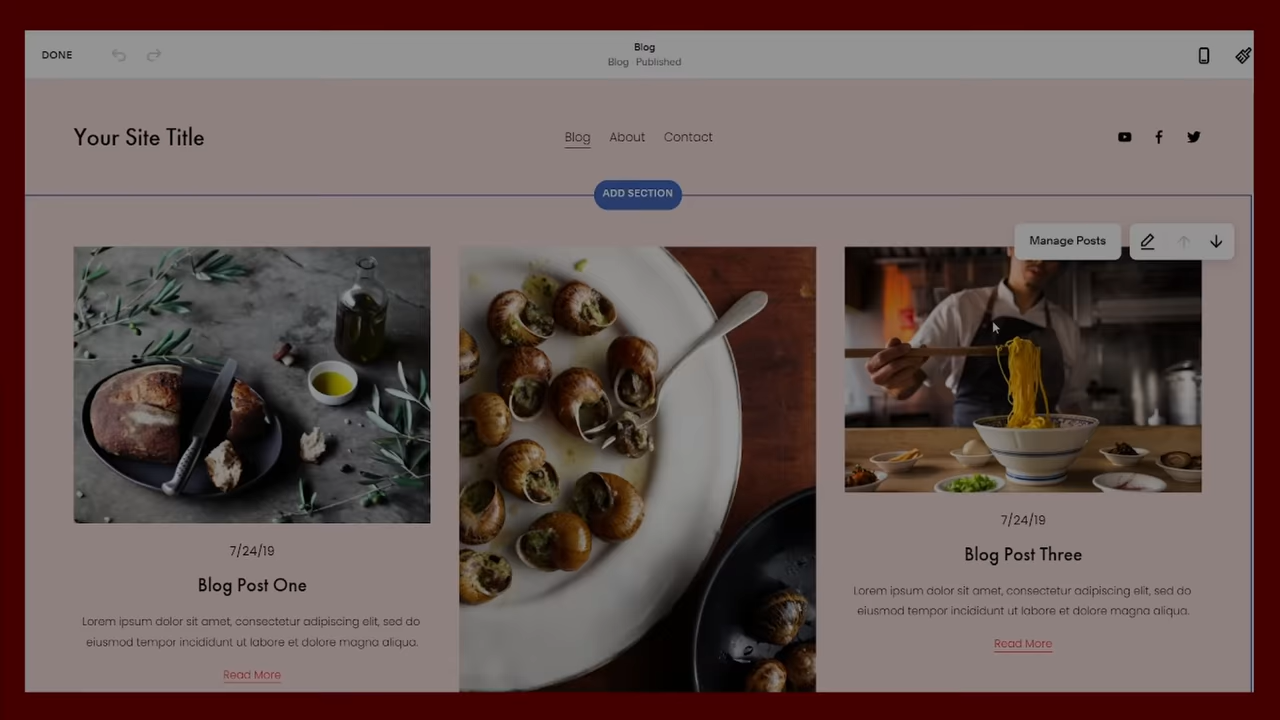 DONE
Blog
Blog · Published
Your Site Title
Blog About Contact
ADD SECTION
Manage Posts
7/24/19
Blog Post One
Lorem ipsum dolor sit amet, consectetur adipiscing elit, sed do
eiusmod tempor incididunt ut labore et dolore magna aliqua.
Read More
7/24/19
Blog Post Three
Lorem ipsum dolor sit amet, consectetur adipiscing elit, sed do
eiusmod tempor incididunt ut labore et dolore magna aliqua.
Read More